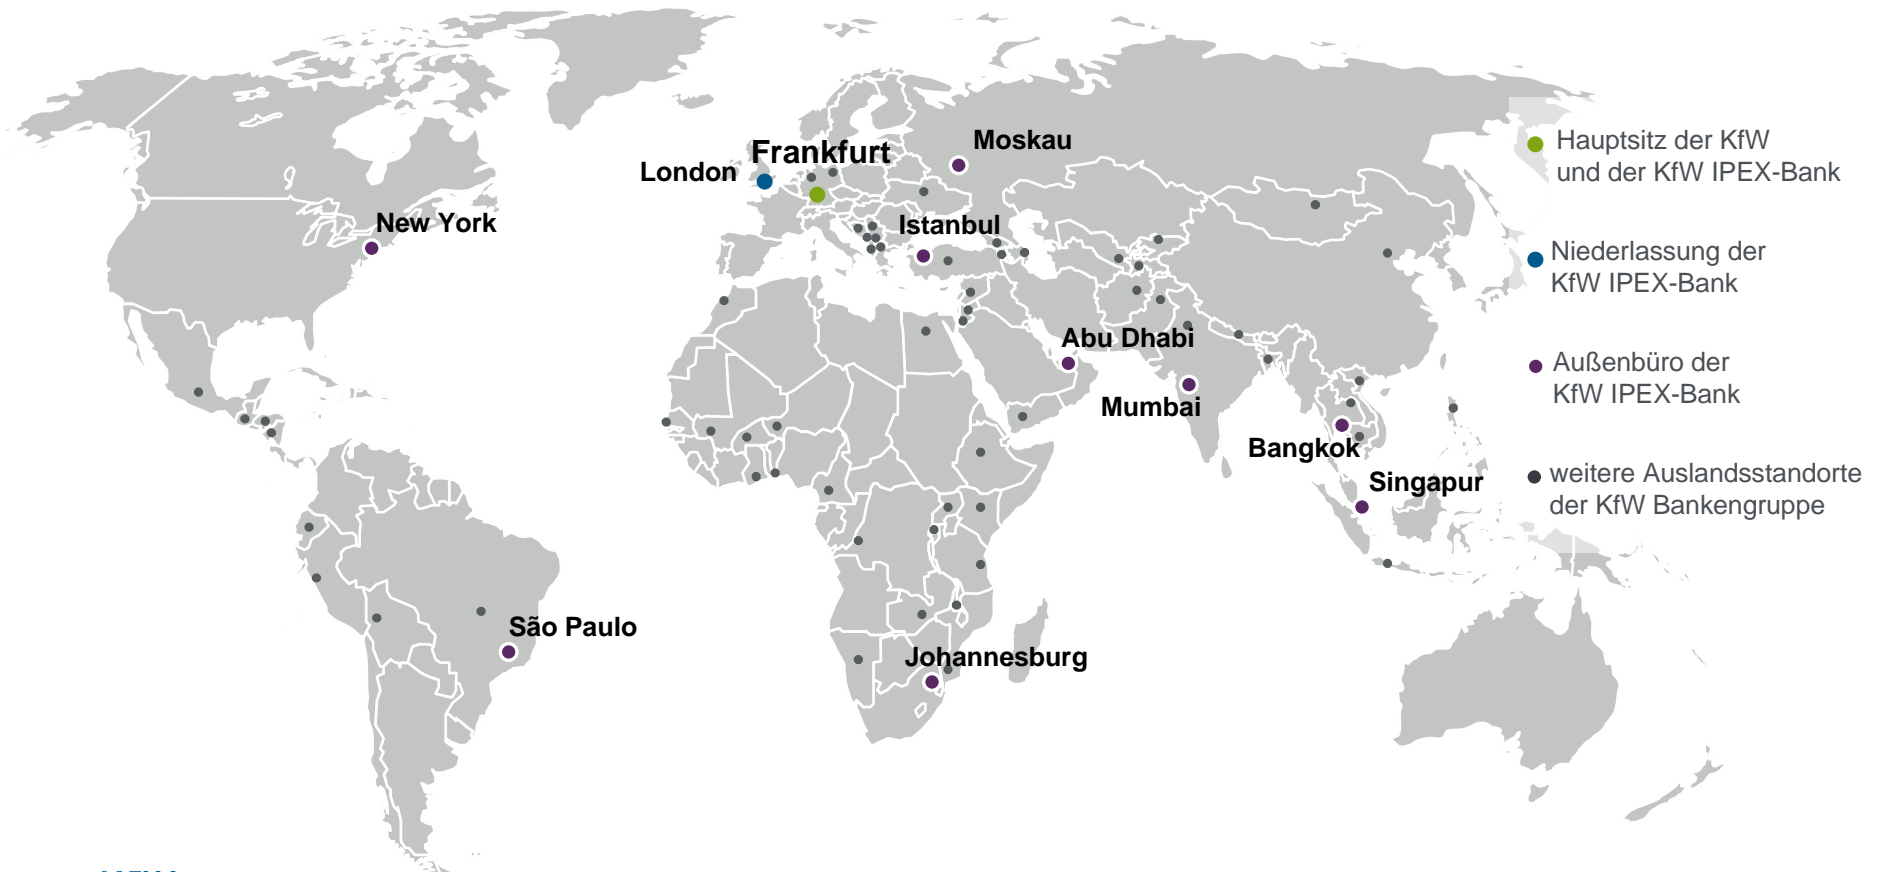 Moskau
Frankfurt
London
New York
Istanbul
Abu Dhabi
Mumbai
Bangkok
Singapur
São Paulo
Johannesburg
Hauptsitz der KfW
und der KfW IPEX-Bank
Niederlassung der
KfW IPEX-Bank
Außenbüro der
KfW IPEX-Bank
weitere Auslandsstandorte
der KfW Bankengruppe